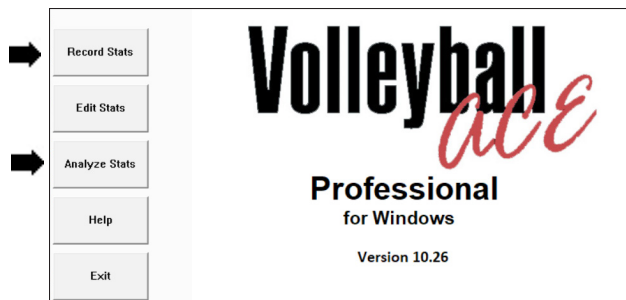 Record Stats
Edit Stats
Analyze Stats
Help
Exit
Volleyball
ACE
Professional
for Windows
Version 10.26